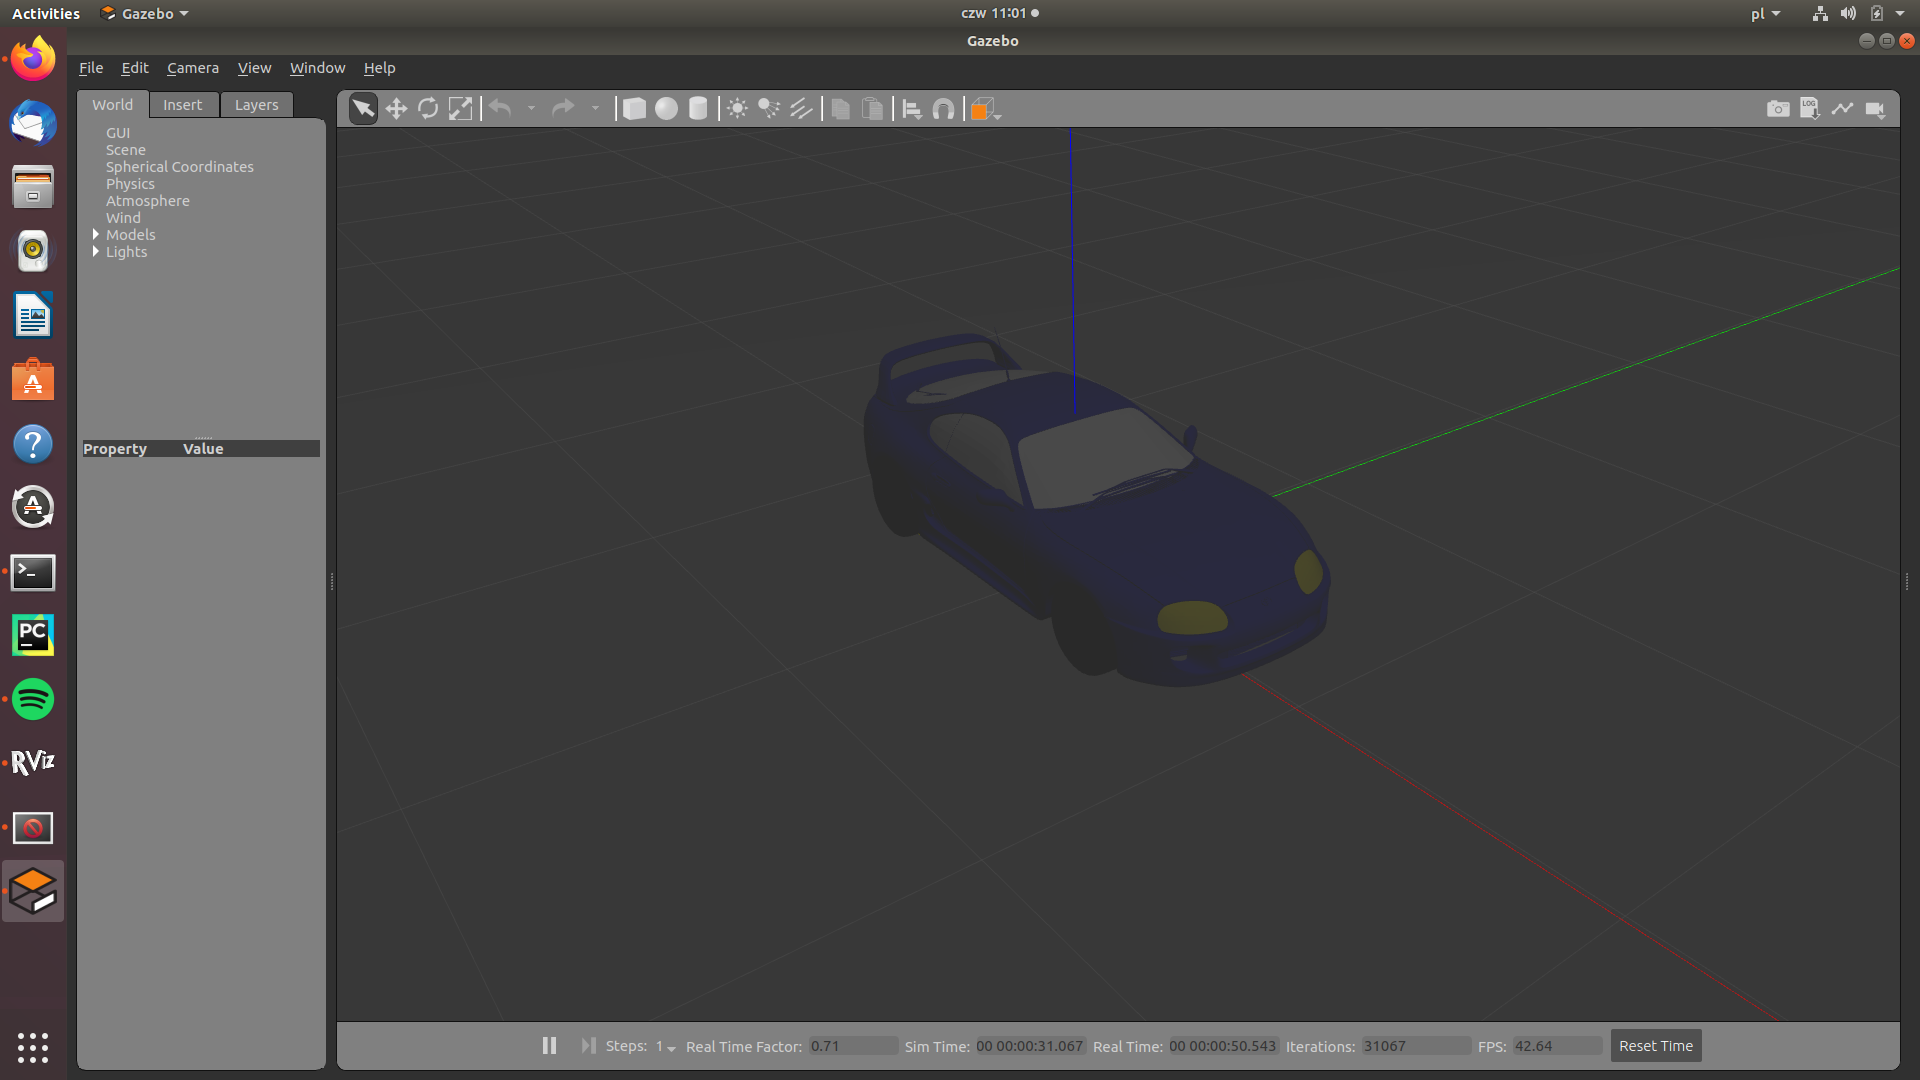 Activities Gazebo czw 11:01 pl
Gazebo
File Edit Camera View Window Help
World Insert Layers
LOG
GUI
Scene
Spherical Coordinates
Physics
Atmosphere
Wind
Models
Lights
Property Value
PC
RViz
Steps: 1 Real Time Factor: 0.71 Sim Time: 00 00:00:31.067 Real Time: 00 00:00:50.543 Iterations: 31067 FPS: 42.64 Reset Time